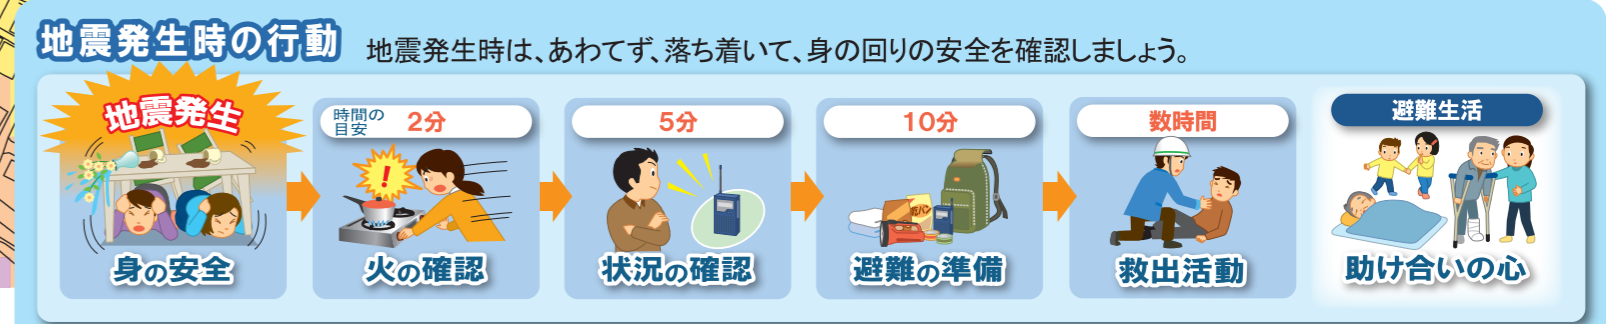 地震発生時の行動
地震発生時は、あわてず、落ち着いて、身の回りの安全を確認しましょう。
地震発生
身の安全
時間の
目安
2分
!
火の確認
5分
状況の確認
10分
乾パン
避難の準備
数時間
救出活動
避難生活
助け合いの心